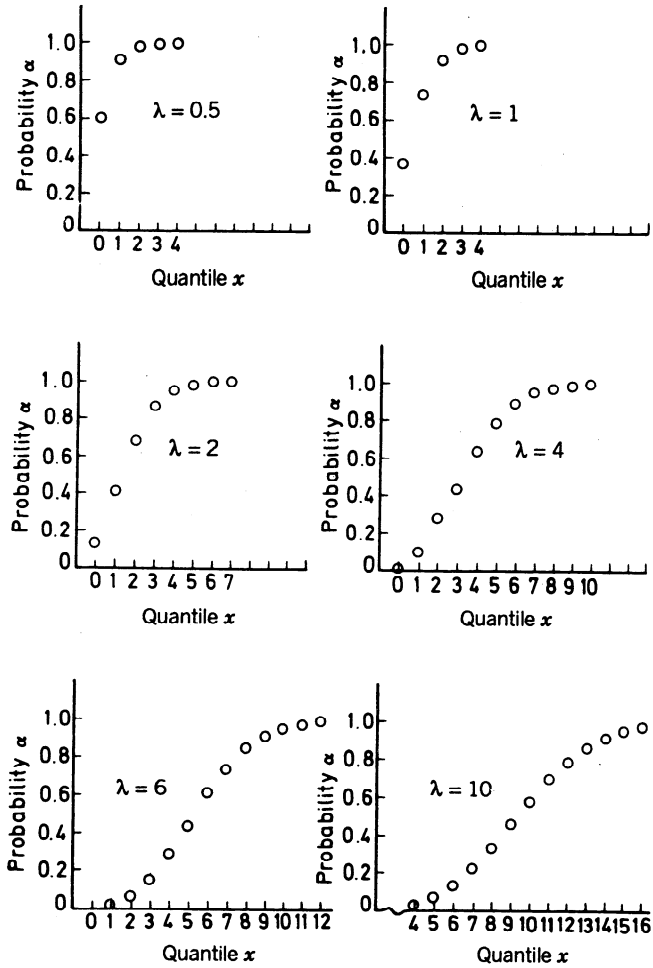 Probability α
1.0
0.8
0.6
0.4
0.2
0
λ = 0.5
0 1 2 3 4
Quantile x
Probability α
1.0
0.8
0.6
0.4
0.2
0
λ = 1
0 1 2 3 4
Quantile x
Probability α
1.0
0.8
0.6
0.4
0.2
0
λ = 2
0 1 2 3 4 5 6 7
Quantile x
Probability α
1.0
0.8
0.6
0.4
0.2
0
λ = 4
0 1 2 3 4 5 6 7 8 9 10
Quantile x
Probability α
1.0
0.8
0.6
0.4
0.2
0
λ = 6
0 1 2 3 4 5 6 7 8 9 10 11 12
Quantile x
Probability α
1.0
0.8
0.6
0.4
0.2
0
λ = 10
4 5 6 7 8 9 10 11 12 13 14 15 16
Quantile x